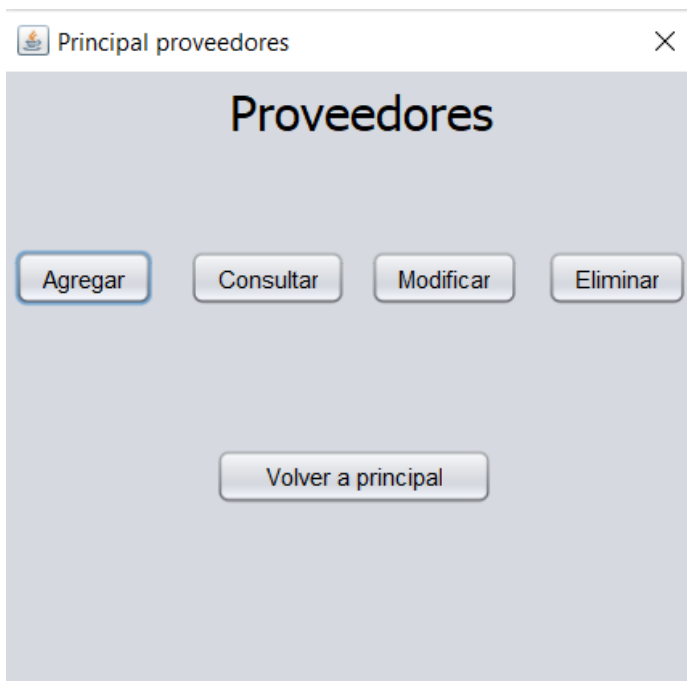 Principal proveedores
Proveedores
Agregar Consultar Modificar Eliminar
Volver a principal